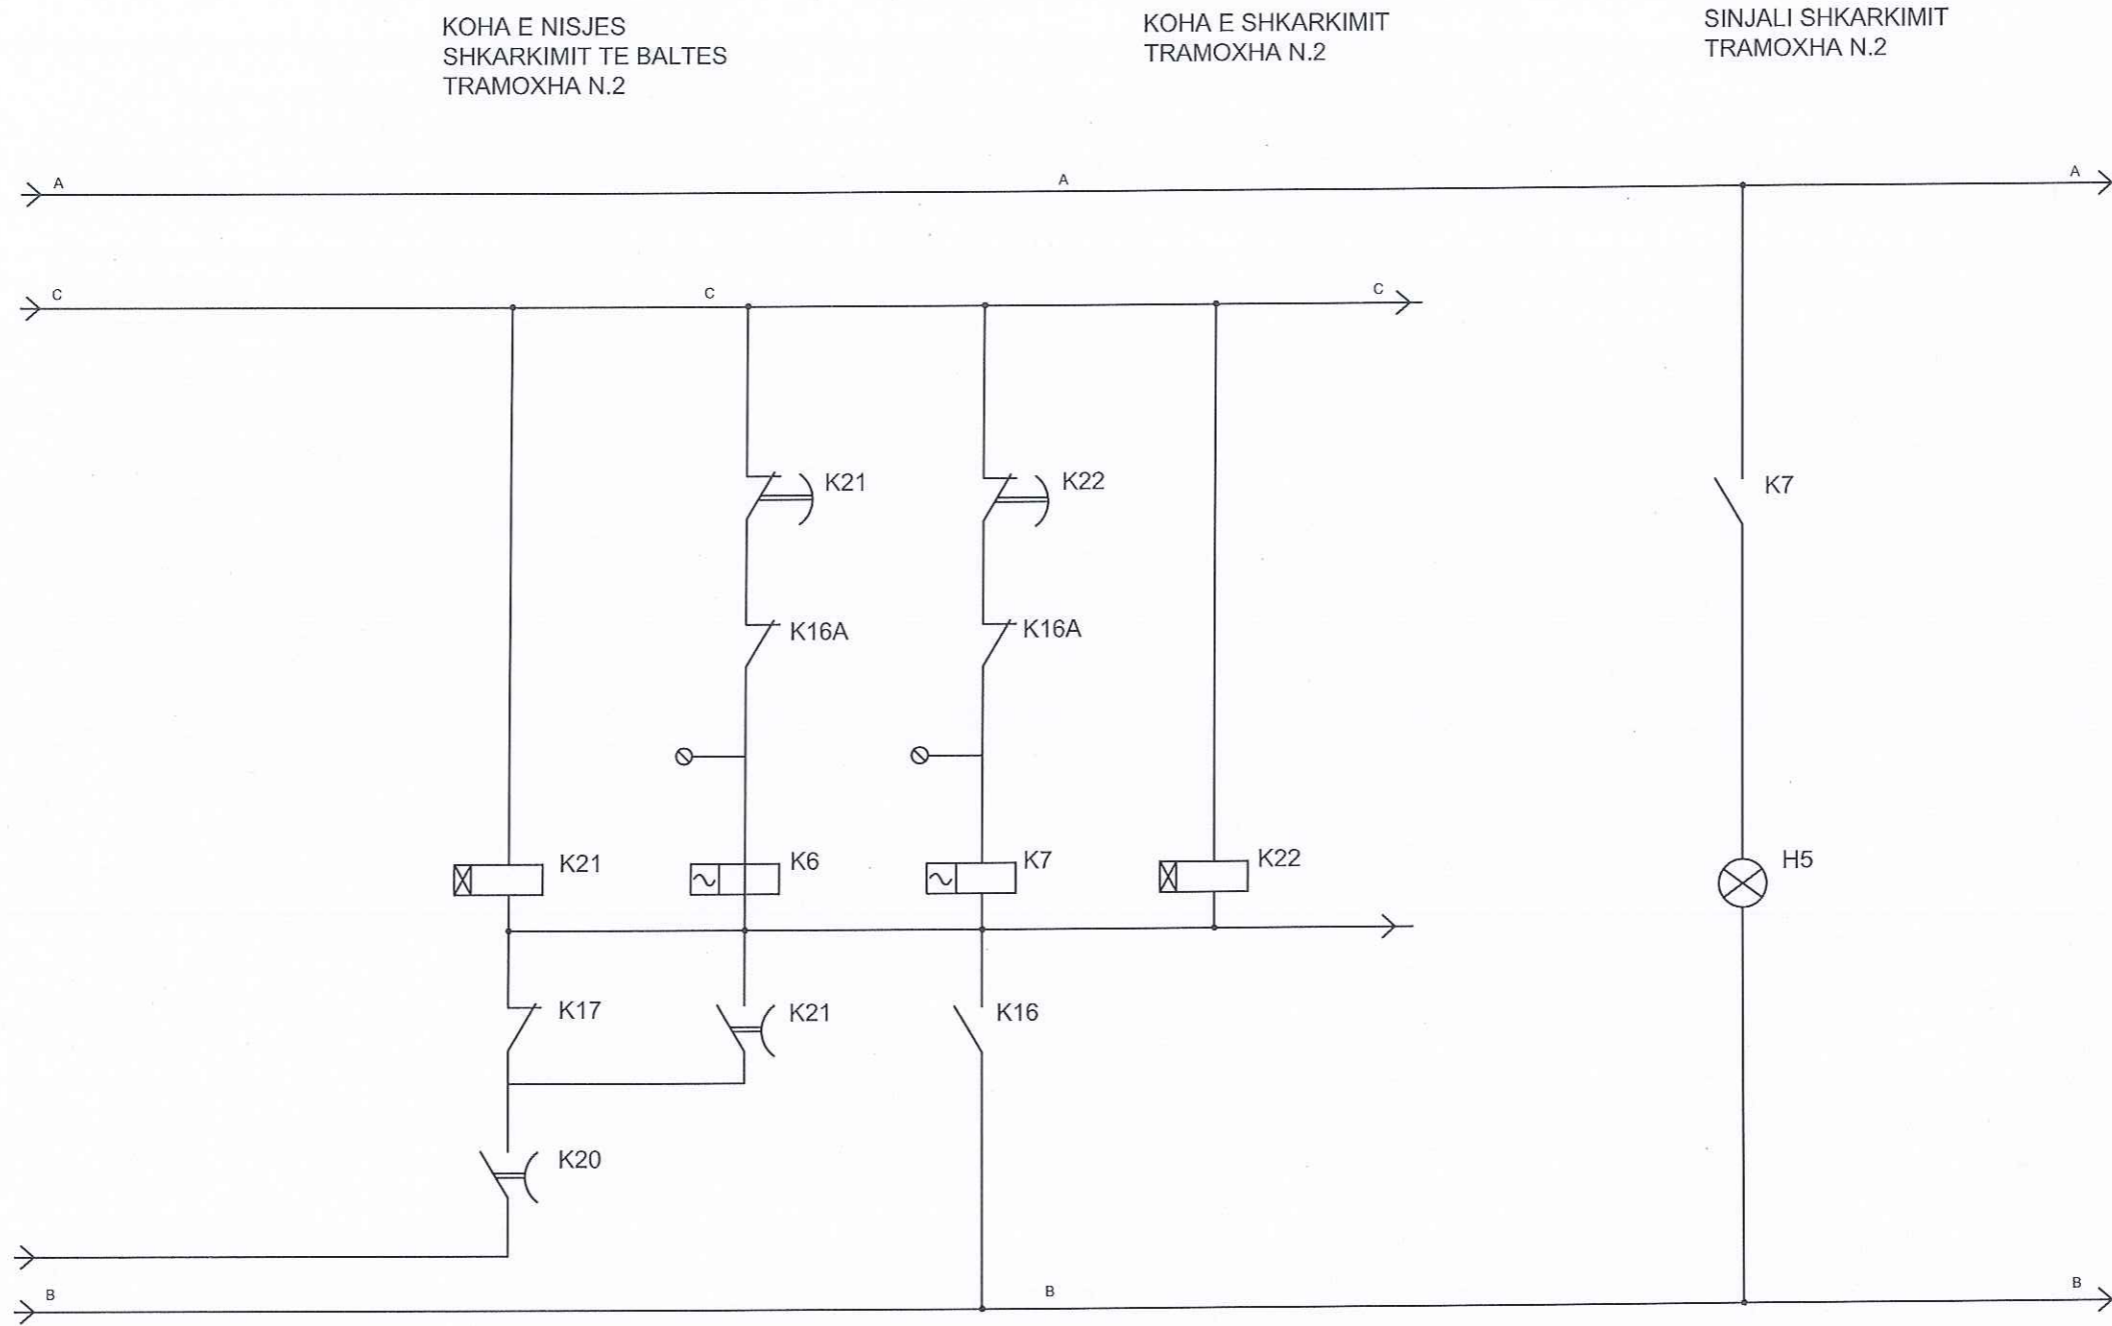 KOHA E NISJES
SHKARKIMIT TE BALTES
TRAMOXHA N.2
KOHA E SHKARKIMIT
TRAMOXHA N.2
SINJALI SHKARKIMIT
TRAMOXHA N.2
A
A
A
C
C
C
K21
K22
K7
K16A
K16A
K21
K6
K7
K22
H5
K17
K21
K16
K20
B
B
B